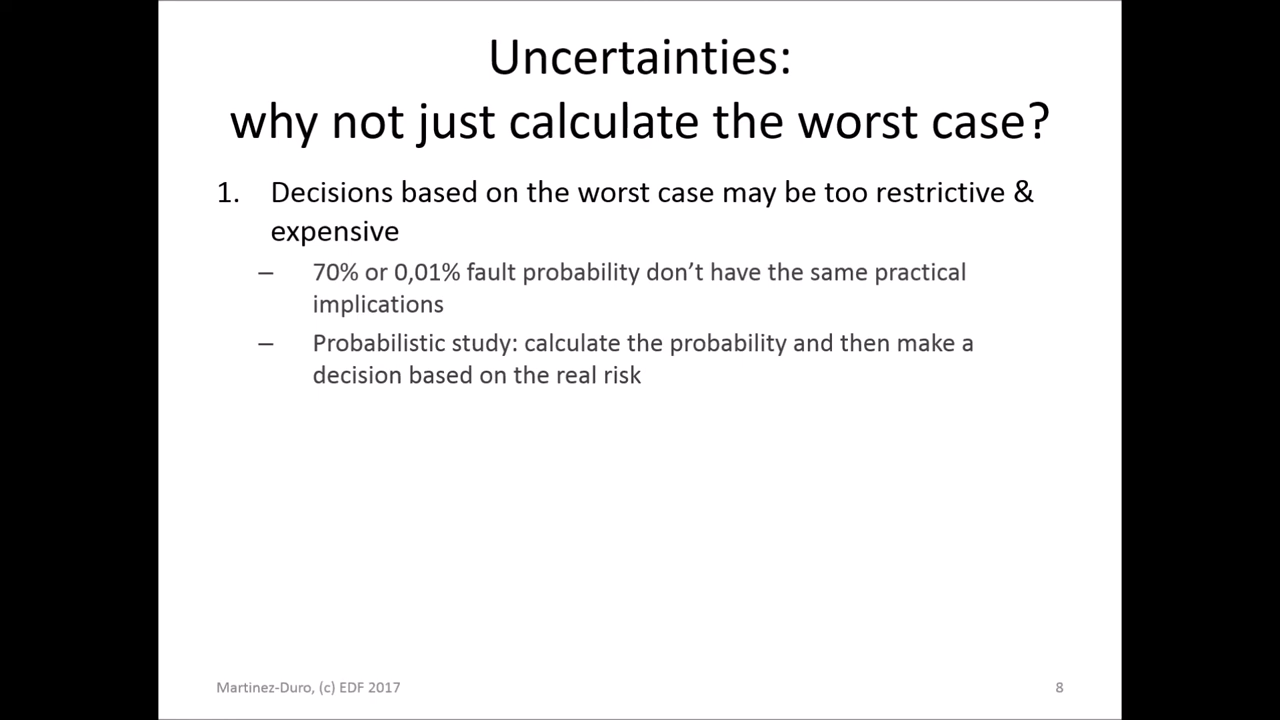 Uncertainties:
why not just calculate the worst case?
1. Decisions based on the worst case may be too restrictive &
expensive
– 70% or 0,01% fault probability don’t have the same practical
implications
– Probabilistic study: calculate the probability and then make a
decision based on the real risk
Martinez-Duro, (c) EDF 2017
8